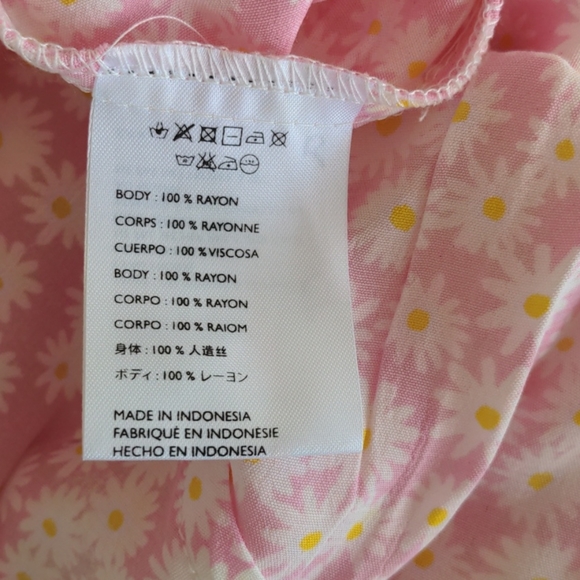 BODY : 100 % RAYON
CORPS : 100 % RAYONNE
CUERPO : 100 % VISCOSA
BODY : 100 % RAYON
CORPO : 100 % RAYON
CORPO : 100 % RAIOM
身体 : 100 % 人造丝
ボディ : 100 % レーヨン
MADE IN INDONESIA
FABRIQUÉ EN INDONESIE
HECHO EN INDONESIA